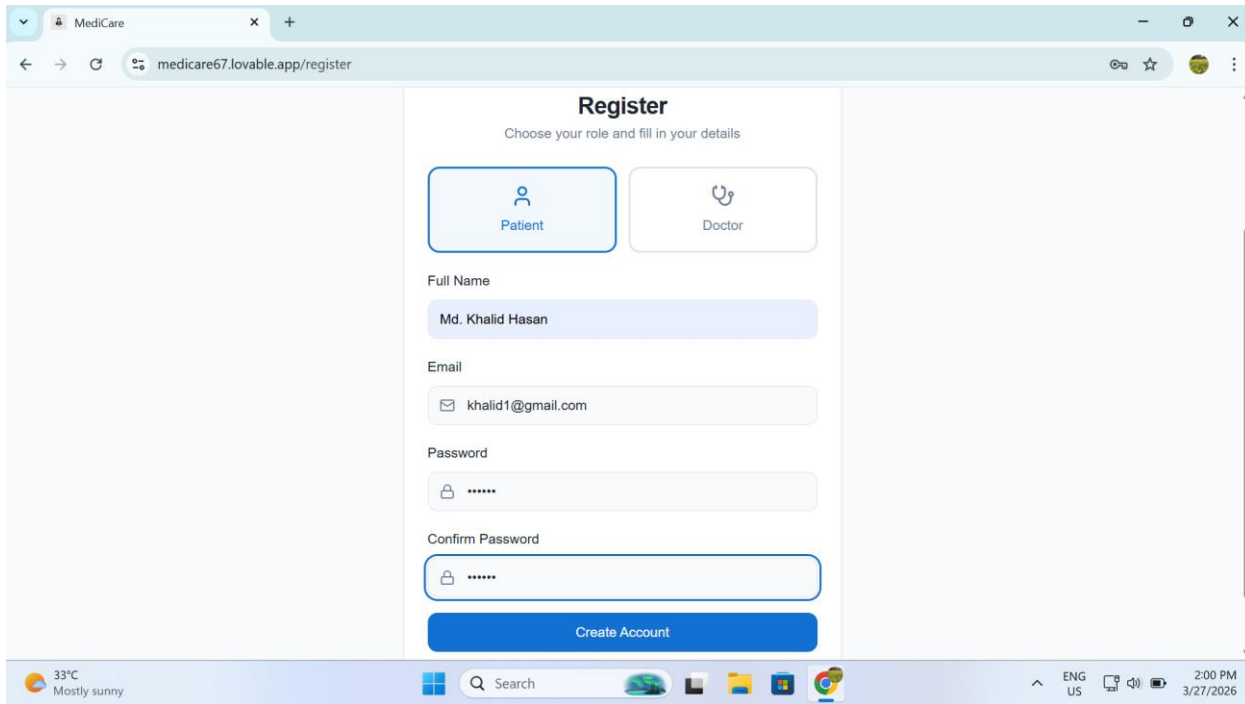 MediCare
medicare67.lovable.app/register
Register
Choose your role and fill in your details
Patient
Doctor
Full Name
Md. Khalid Hasan
Email
khalid1@gmail.com
Password
••••••
Confirm Password
••••••
Create Account
33°C
Mostly sunny
Search
ENG
US
2:00 PM
3/27/2026